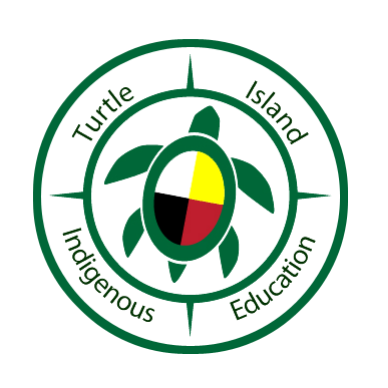 Turtle
Island
Indigenous
Education